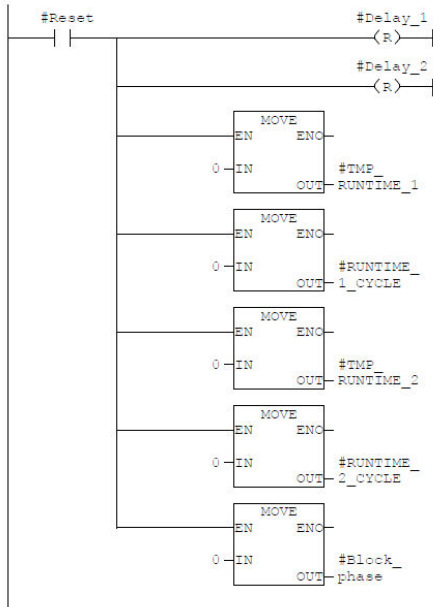 #Reset
#Delay_1
(R)
#Delay_2
(R)
MOVE
EN ENO
0 IN #TMP_
OUT RUNTIME_1
MOVE
EN ENO
0 IN #RUNTIME_
OUT 1_CYCLE
MOVE
EN ENO
0 IN #TMP_
OUT RUNTIME_2
MOVE
EN ENO
0 IN #RUNTIME_
OUT 2_CYCLE
MOVE
EN ENO
0 IN #Block_
OUT phase